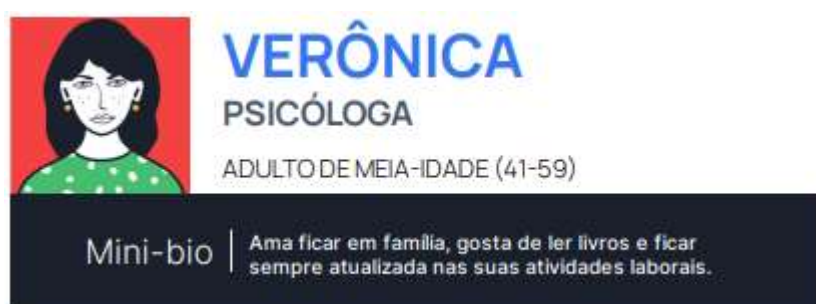 VERÔNICA
PSICÓLOGA
ADULTO DE MEIA-IDADE (41-59)
Mini-bio
Ama ficar em família, gosta de ler livros e ficar
sempre atualizada nas suas atividades laborais.